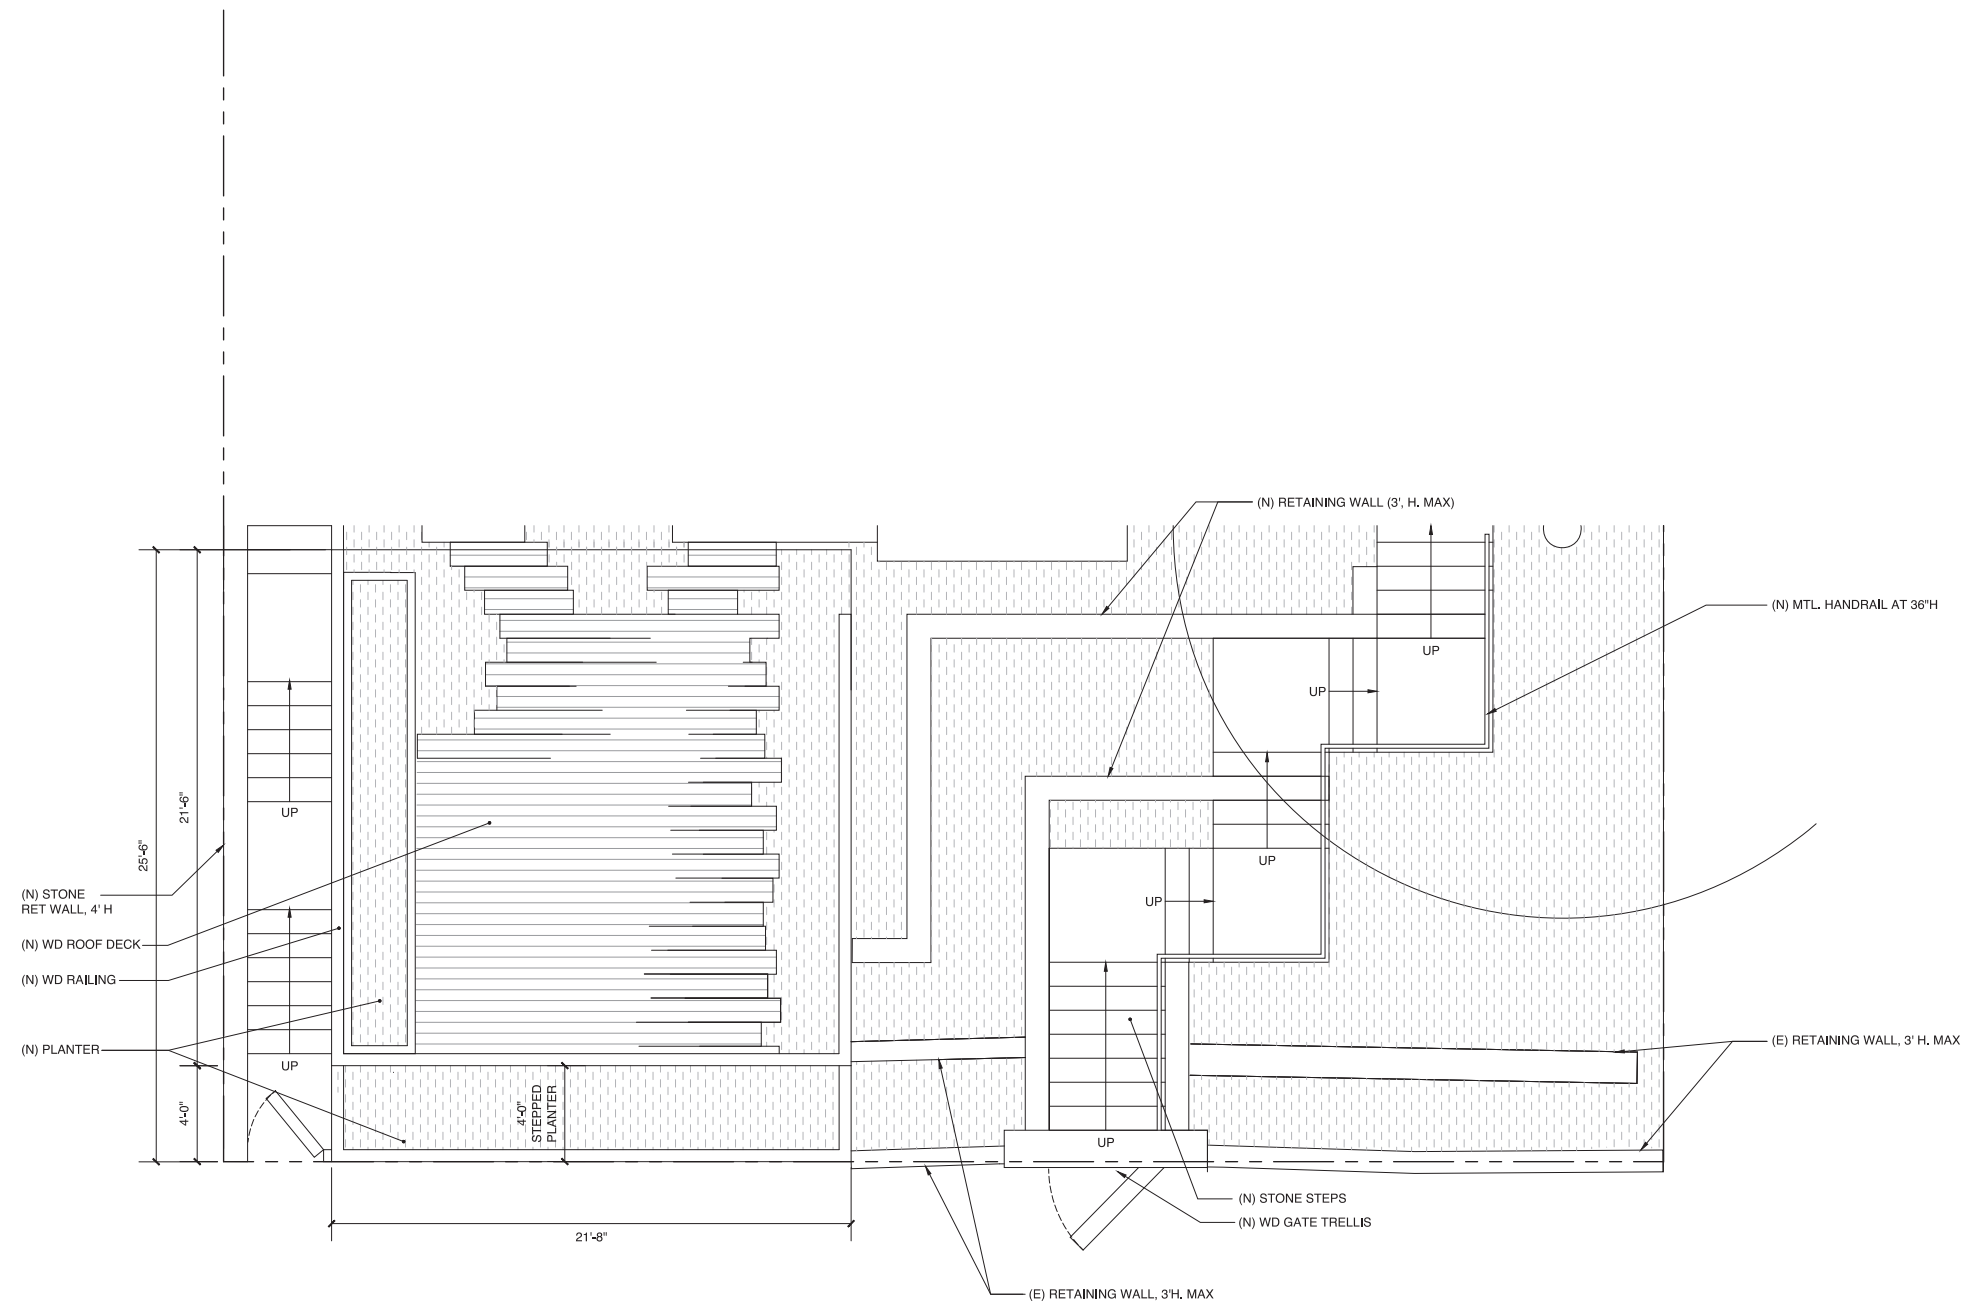 (N) RETAINING WALL (3', H. MAX)
(N) MTL. HANDRAIL AT 36"H
UP
UP
UP
21'-6"
25'-6"
UP
UP
(N) STONE
RET WALL, 4' H
(N) WD ROOF DECK
(N) WD RAILING
(N) PLANTER
(E) RETAINING WALL, 3' H. MAX
UP
4'-0"
4'-0"
STEPPED
PLANTER
UP
(N) STONE STEPS
(N) WD GATE TRELLIS
21'-8"
(E) RETAINING WALL, 3'H. MAX